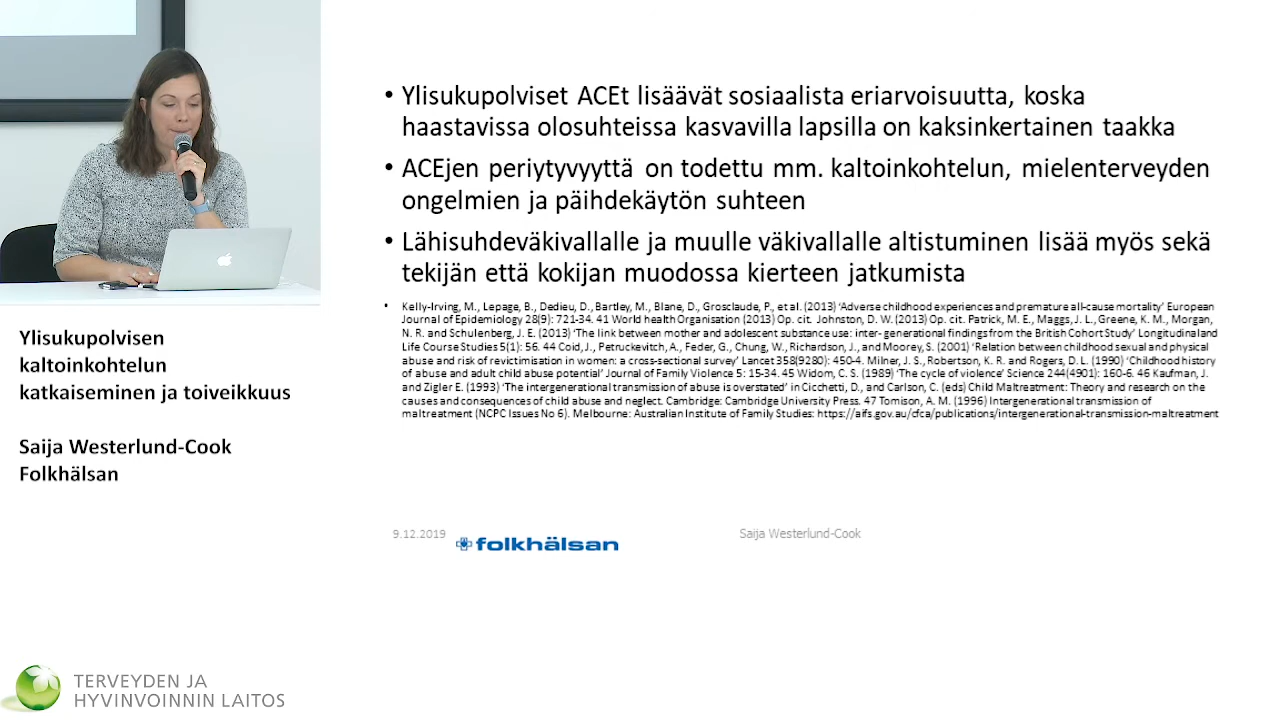 • Ylisukupolviset ACEt lisäävät sosiaalista eriarvoisuutta, koska
haastavissa olosuhteissa kasvavilla lapsilla on kaksinkertainen taakka
• ACEjen periytyvyyttä on todettu mm. kaltoinkohtelun, mielenterveyden
ongelmien ja päihdekäytön suhteen
• Lähisuhdeväkivallalle ja muulle väkivallalle altistuminen lisää myös sekä
tekijän että kokijan muodossa kierteen jatkumista
• Kelly-Irving, M., Lepage, B., Dedieu, D., Bartley, M., Blane, D., Grosclaude, P., et al. (2013) ‘Adverse childhood experiences and premature all-cause mortality’ European
Journal of Epidemiology 28(9): 721-34. 41 World health Organisation (2013) Op. cit. Johnston, D. W. (2013) Op. cit. Patrick, M. E., Maggs, J. L., Greene, K. M., Morgan,
N. R. and Schulenberg, J. E. (2013) ‘The link between mother and adolescent substance use: inter- generational findings from the British Cohort Study’ Longitudinal and
Life Course Studies 5(1): 56. 44 Coid, J., Petruckevitch, A., Feder, G., Chung, W., Richardson, J., and Moorey, S. (2001) ‘Relation between childhood sexual and physical
abuse and risk of revictimisation in women: a cross-sectional survey’ Lancet 358(9280): 450-4. Milner, J. S., Robertson, K. R. and Rogers, D. L. (1990) ‘Childhood history
of abuse and adult child abuse potential’ Journal of Family Violence 5: 15-34. 45 Widom, C. S. (1989) ‘The cycle of violence’ Science 244(4901): 160-6. 46 Kaufman, J.
and Zigler E. (1993) ‘The intergenerational transmission of abuse is overstated’ in Cicchetti, D., and Carlson, C. (eds) Child Maltreatment: Theory and research on the
causes and consequences of child abuse and neglect. Cambridge: Cambridge University Press. 47 Tomison, A. M. (1996) Intergenerational transmission of
maltreatment (NCPC Issues No 6). Melbourne: Australian Institute of Family Studies: https://aifs.gov.au/cfca/publications/intergenerational-transmission-maltreatment
9.12.2019
folkhälsan
Saija Westerlund-Cook
Ylisukupolvisen
kaltoinkohtelun
katkaiseminen ja toiveikkuus
Saija Westerlund-Cook
Folkhälsan
TERVEYDEN JA
HYVINVOINNIN LAITOS